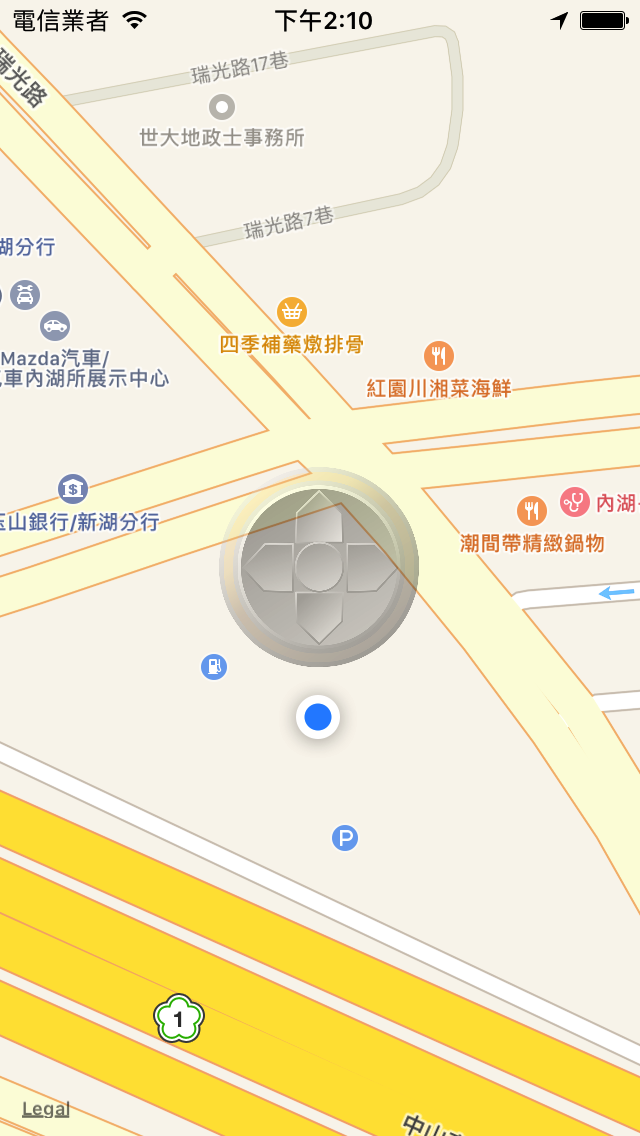 電信業者
下午2:10
瑞光路
瑞光路17巷
世大地政士事務所
瑞光路7巷
湖分行
四季補藥燉排骨
Mazda汽車/
車內湖所展示中心
紅園川湘菜海鮮
玉山銀行/新湖分行
內湖
潮間帶精緻鍋物
P
1
中山
Legal